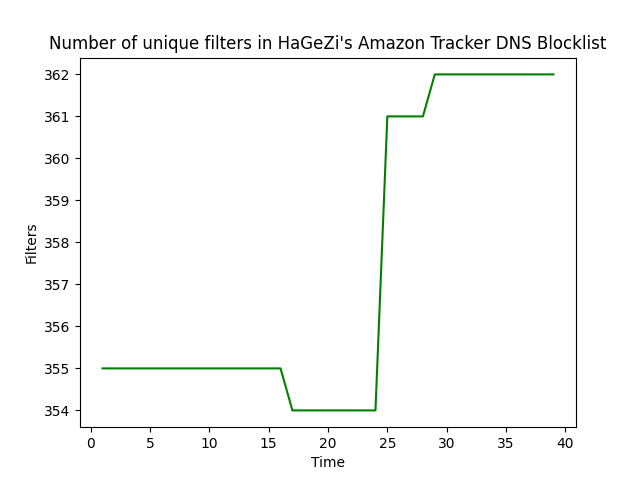 Number of unique filters in HaGeZi's Amazon Tracker DNS Blocklist
362
361
360
359
358
357
356
355
354
Filters
0 5 10 15 20 25 30 35 40
Time